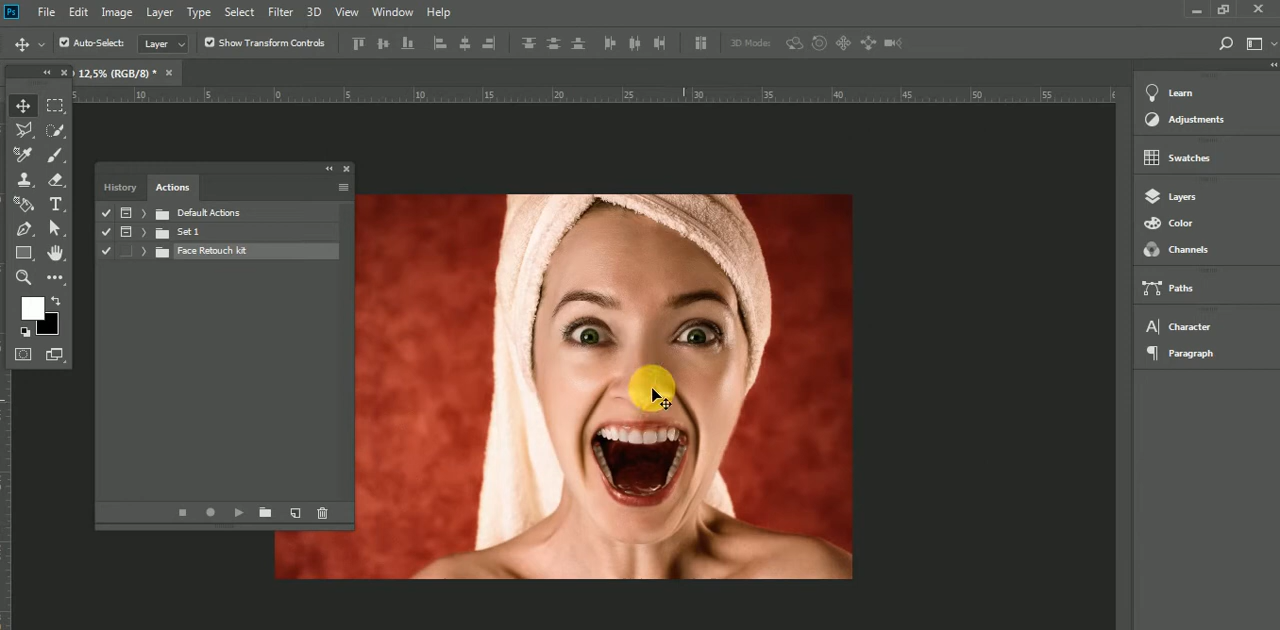 Ps File Edit Image Layer Type Select Filter 3D View Window Help
Auto-Select: Layer Show Transform Controls 3D Mode:
12,5% (RGB/8) *
5 10 5 0 5 10 15 20 25 30 35 40 45 50 55
History Actions
Default Actions
Set 1
Face Retouch kit
Learn
Adjustments
Swatches
Layers
Color
Channels
Paths
Character
Paragraph